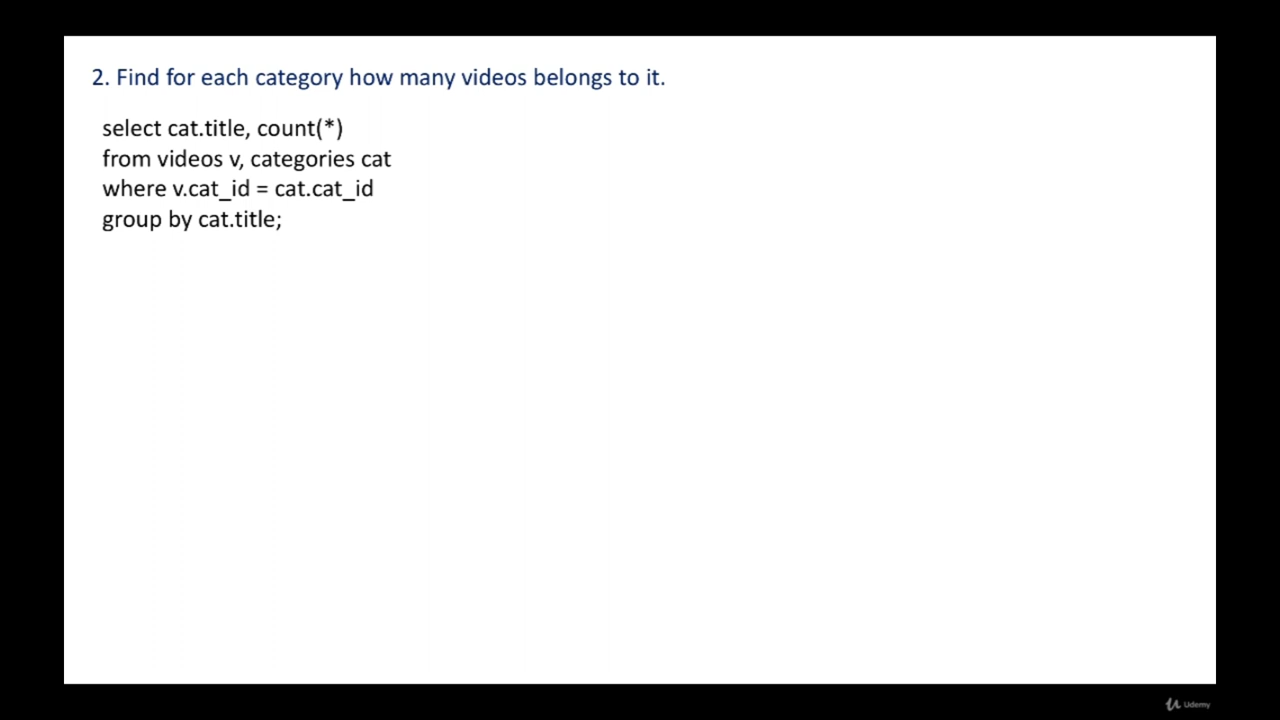 2. Find for each category how many videos belongs to it.
select cat.title, count(*)
from videos v, categories cat
where v.cat_id = cat.cat_id
group by cat.title;
Udemy